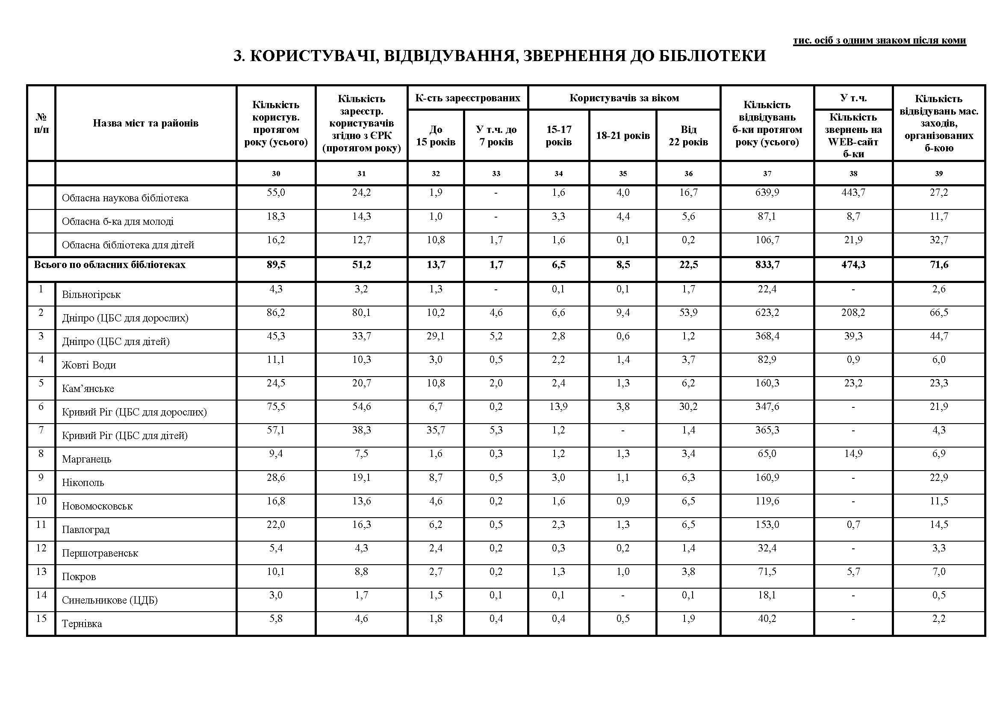 тис. осіб з одним знаком після коми
3. КОРИСТУВАЧІ, ВІДВІДУВАННЯ, ЗВЕРНЕННЯ ДО БІБЛІОТЕКИ
№ п/п Назва міст та районів Кількість користув. протягом року (усього) Кількість зареєстр. користувачів згідно з ЄРК (протягом року) К-сть зареєстрованих Користувачів за віком Кількість відвідувань б-ки протягом року (усього) У т.ч. Кількість відвідувань мас. заходів, організованих б-кою
До 15 років У т.ч. до 7 років 15-17 років 18-21 років Від 22 років Кількість звернень на WEB-сайт б-ки
30 31 32 33 34 35 36 37 38 39
Обласна наукова бібліотека 55,0 24,2 1,9 - 1,6 4,0 16,7 639,9 443,7 27,2
Обласна б-ка для молоді 18,3 14,3 1,0 - 3,3 4,4 5,6 87,1 8,7 11,7
Обласна бібліотека для дітей 16,2 12,7 10,8 1,7 1,6 0,1 0,2 106,7 21,9 32,7
Всього по обласних бібліотеках 89,5 51,2 13,7 1,7 6,5 8,5 22,5 833,7 474,3 71,6
1 Вільногірськ 4,3 3,2 1,3 - 0,1 0,1 1,7 22,4 - 2,6
2 Дніпро (ЦБС для дорослих) 86,2 80,1 10,2 4,6 6,6 9,4 53,9 623,2 208,2 66,5
3 Дніпро (ЦБС для дітей) 45,3 33,7 29,1 5,2 2,8 0,6 1,2 368,4 39,3 44,7
4 Жовті Води 11,1 10,3 3,0 0,5 2,2 1,4 3,7 82,9 0,9 6,0
5 Кам’янське 24,5 20,7 10,8 2,0 2,4 1,3 6,2 160,3 23,2 23,3
6 Кривий Ріг (ЦБС для дорослих) 75,5 54,6 6,7 0,2 13,9 3,8 30,2 347,6 - 21,9
7 Кривий Ріг (ЦБС для дітей) 57,1 38,3 35,7 5,3 1,2 - 1,4 365,3 - 4,3
8 Марганець 9,4 7,5 1,6 0,3 1,2 1,3 3,4 65,0 14,9 6,9
9 Нікополь 28,6 19,1 8,7 0,5 3,0 1,1 6,3 160,9 - 22,9
10 Новомосковськ 16,8 13,6 4,6 0,2 1,6 0,9 6,5 119,6 - 11,5
11 Павлоград 22,0 16,3 6,2 0,5 2,3 1,3 6,5 153,0 0,7 14,5
12 Першотравенськ 5,4 4,3 2,4 0,2 0,3 0,2 1,4 32,4 - 3,3
13 Покров 10,1 8,8 2,7 0,2 1,3 1,0 3,8 71,5 5,7 7,0
14 Синельникове (ЦДБ) 3,0 1,7 1,5 0,1 0,1 - 0,1 18,1 - 0,5
15 Тернівка 5,8 4,6 1,8 0,4 0,4 0,5 1,9 40,2 - 2,2